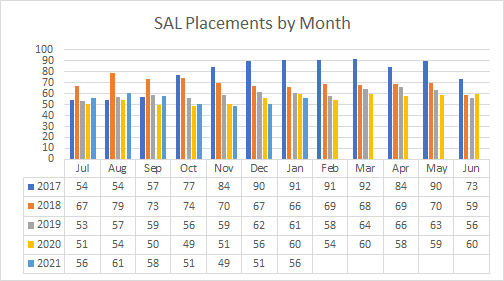 SAL Placements by Month
100
90
80
70
60
50
40
30
20
10
0
Jul Aug Sep Oct Nov Dec Jan Feb Mar Apr May Jun
2017 54 54 57 77 84 90 91 91 92 84 90 73
2018 67 79 73 74 70 67 66 69 68 69 70 59
2019 53 57 59 56 59 62 61 58 64 66 63 56
2020 51 54 50 49 51 56 60 54 60 58 59 60
2021 56 61 58 51 49 51 56